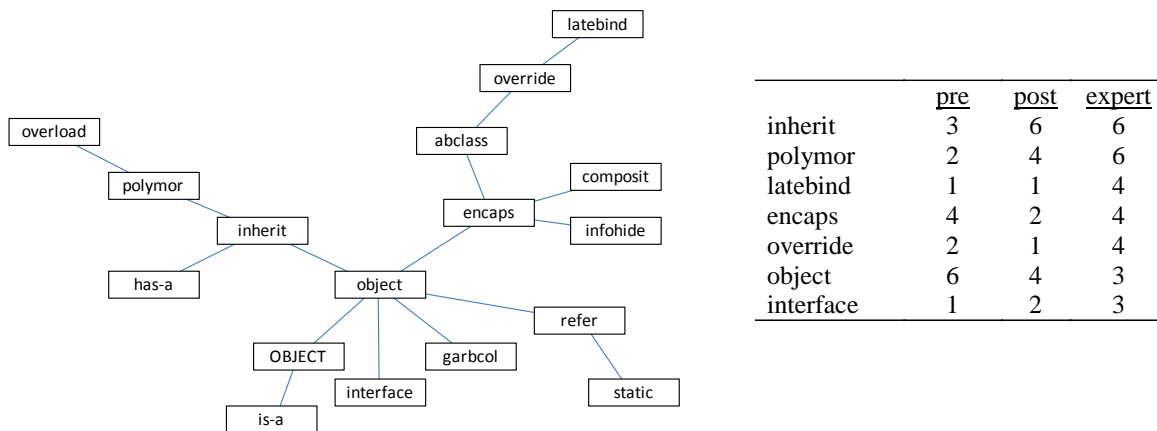 latebind
override
overload
abclass
polymor
composit
encaps
inherit
infohide
has-a
object
refer
OBJECT
garbcol
interface
static
is-a
pre post expert
inherit 3 6 6
polymor 2 4 6
latebind 1 1 4
encaps 4 2 4
override 2 1 4
object 6 4 3
interface 1 2 3